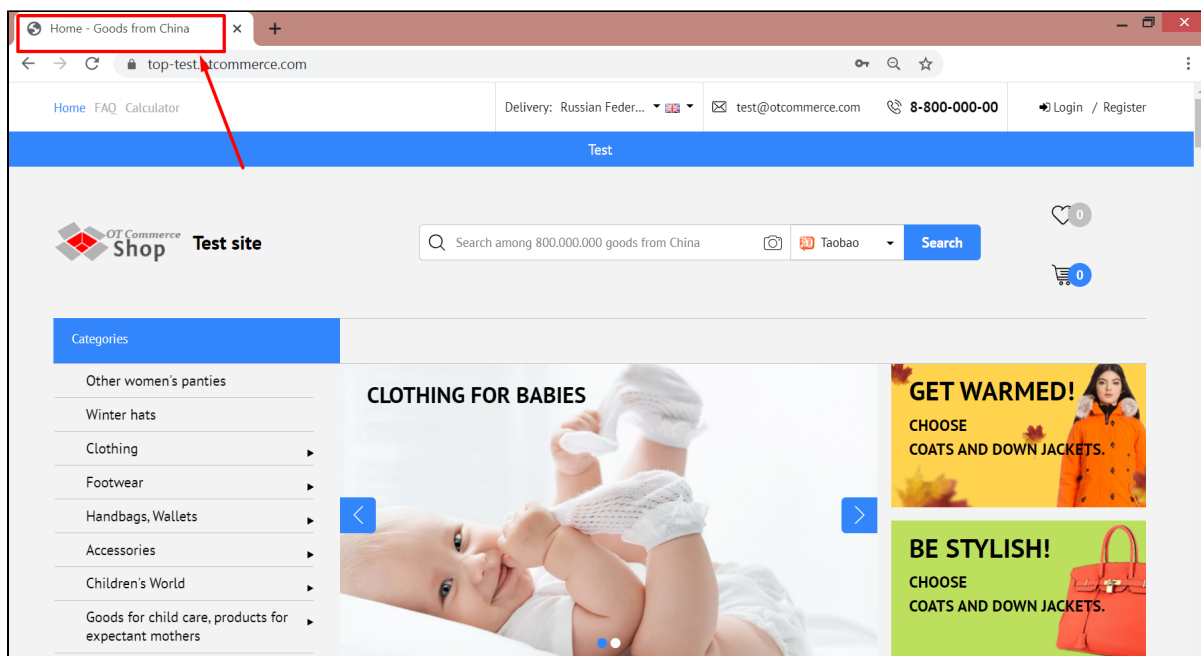 Home - Goods from China
top-test.otcommerce.com
Home FAQ Calculator
Delivery: Russian Feder...
test@otcommerce.com
8-800-000-00
Login / Register
Test
OT Commerce
Shop
Test site
Search among 800.000.000 goods from China
Taobao
Search
0
0
Categories
Other women's panties
Winter hats
Clothing
Footwear
Handbags, Wallets
Accessories
Children's World
Goods for child care, products for
expectant mothers
CLOTHING FOR BABIES
GET WARMED!
CHOOSE
COATS AND DOWN JACKETS.
BE STYLISH!
CHOOSE
COATS AND DOWN JACKETS.